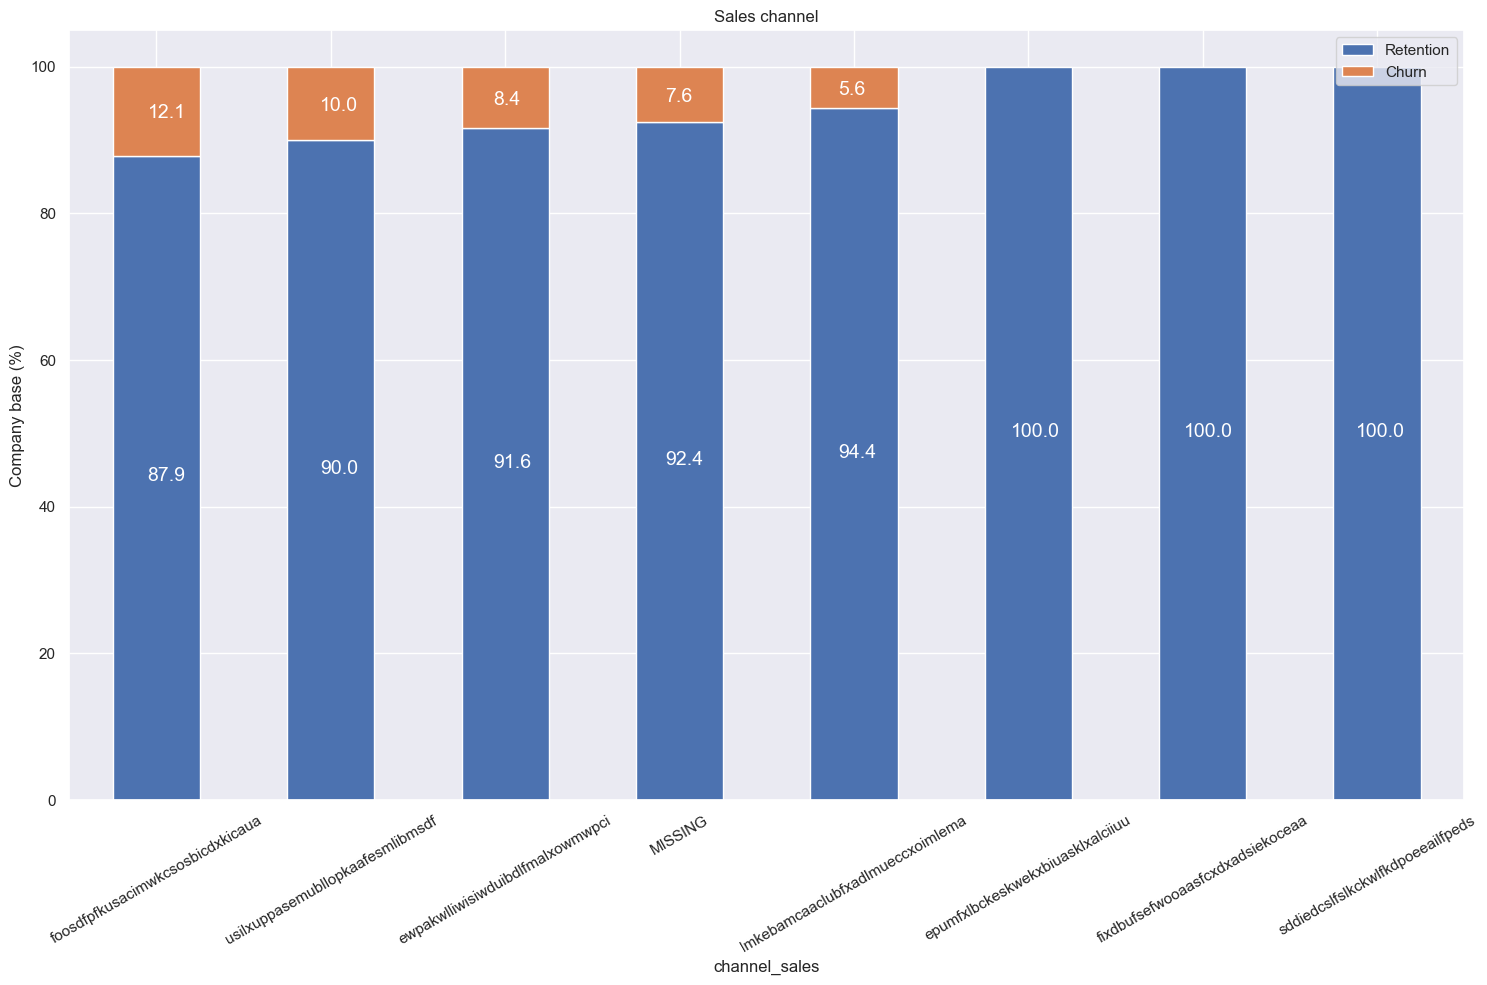 Sales channel
Retention
Churn
Company base (%)
100
80
60
40
20
0
12.1
10.0
8.4
7.6
5.6
87.9
90.0
91.6
92.4
94.4
100.0
100.0
100.0
foosdfpfkusacimwkcsosbicdxkicaua
usilxuppasemubllopkaafesmlibmsdf
ewpakwlliwisiwduibdlfmalxowmwpci
MISSING
lmkebamcaaclubfxadlmueccxoimlema
epumfxlbckeskwekxbiuasklxalciiuu
fixdbufsefwooaasfcxdxadsiekoceaa
sddiedcslfslkckwlfkdpoeeailfpeds
channel_sales